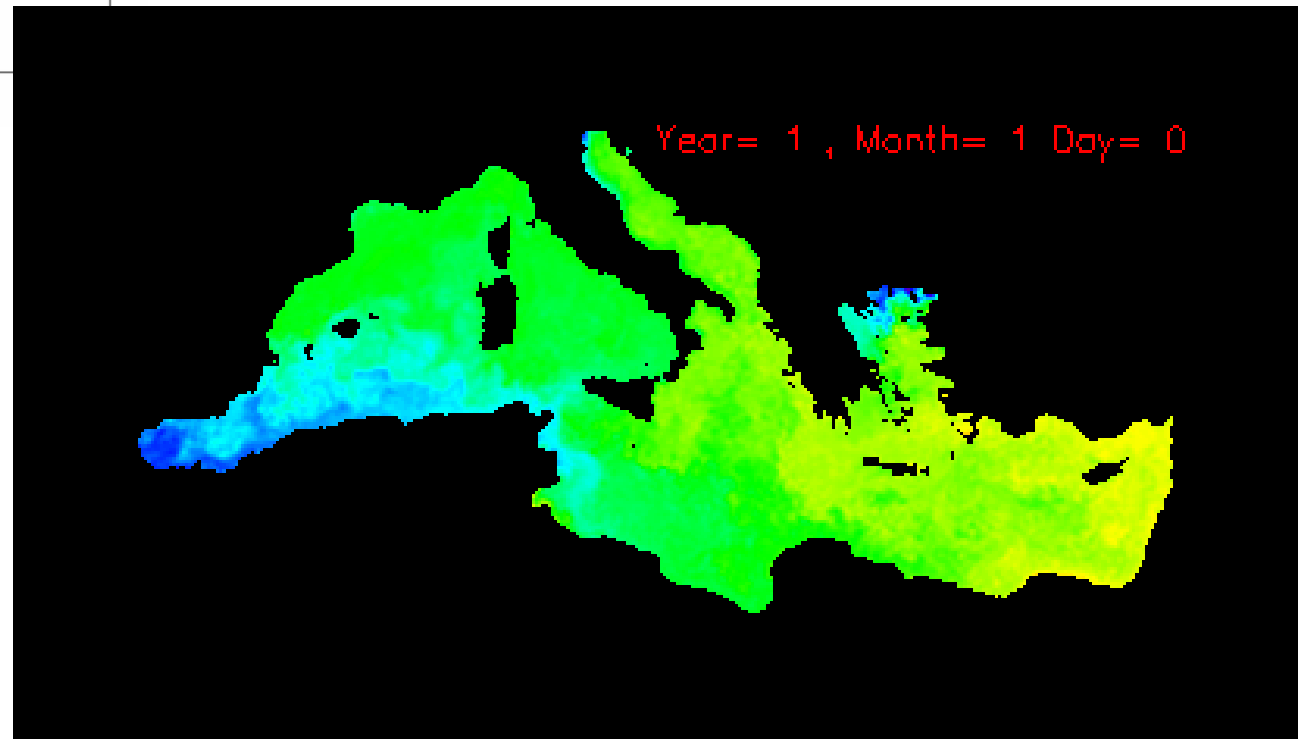 Year= 1 , Month= 1 Day= 0